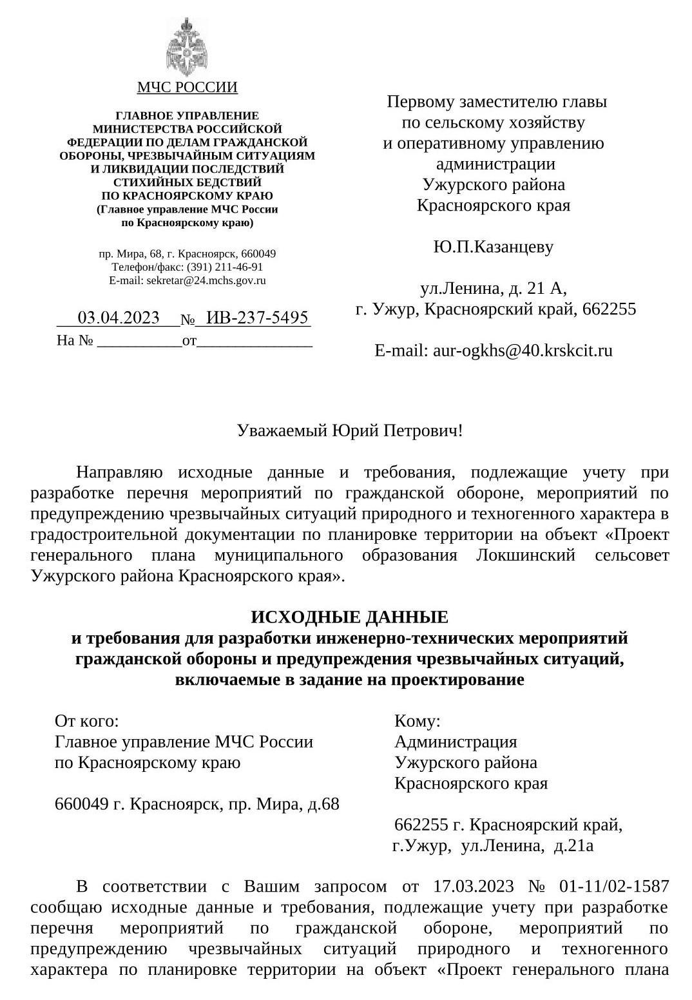 МЧС РОССИИ
ГЛАВНОЕ УПРАВЛЕНИЕ
МИНИСТЕРСТВА РОССИЙСКОЙ
ФЕДЕРАЦИИ ПО ДЕЛАМ ГРАЖДАНСКОЙ
ОБОРОНЫ, ЧРЕЗВЫЧАЙНЫМ СИТУАЦИЯМ
И ЛИКВИДАЦИИ ПОСЛЕДСТВИЙ
СТИХИЙНЫХ БЕДСТВИЙ
ПО КРАСНОЯРСКОМУ КРАЮ
(Главное управление МЧС России
по Красноярскому краю)
пр. Мира, 68, г. Красноярск, 660049
Телефон/факс: (391) 211-46-91
E-mail: sekretar@24.mchs.gov.ru
03.04.2023 № ИВ-237-5495
На № ___________от_______________
Первому заместителю главы
по сельскому хозяйству
и оперативному управлению
администрации
Ужурского района
Красноярского края
Ю.П.Казанцеву
ул.Ленина, д. 21 А,
г. Ужур, Красноярский край, 662255
E-mail: aur-ogkhs@40.krskcit.ru
Уважаемый Юрий Петрович!
Направляю исходные данные и требования, подлежащие учету при
разработке перечня мероприятий по гражданской обороне, мероприятий по
предупреждению чрезвычайных ситуаций природного и техногенного характера в
градостроительной документации по планировке территории на объект «Проект
генерального плана муниципального образования Локшинский сельсовет
Ужурского района Красноярского края».
ИСХОДНЫЕ ДАННЫЕ
и требования для разработки инженерно-технических мероприятий
гражданской обороны и предупреждения чрезвычайных ситуаций,
включаемые в задание на проектирование
От кого:
Главное управление МЧС России
по Красноярскому краю
660049 г. Красноярск, пр. Мира, д.68
Кому:
Администрация
Ужурского района
Красноярского края
662255 г. Красноярский край,
г.Ужур, ул.Ленина, д.21а
В соответствии с Вашим запросом от 17.03.2023 № 01-11/02-1587
сообщаю исходные данные и требования, подлежащие учету при разработке
перечня мероприятий по гражданской обороне, мероприятий по
предупреждению чрезвычайных ситуаций природного и техногенного
характера по планировке территории на объект «Проект генерального плана